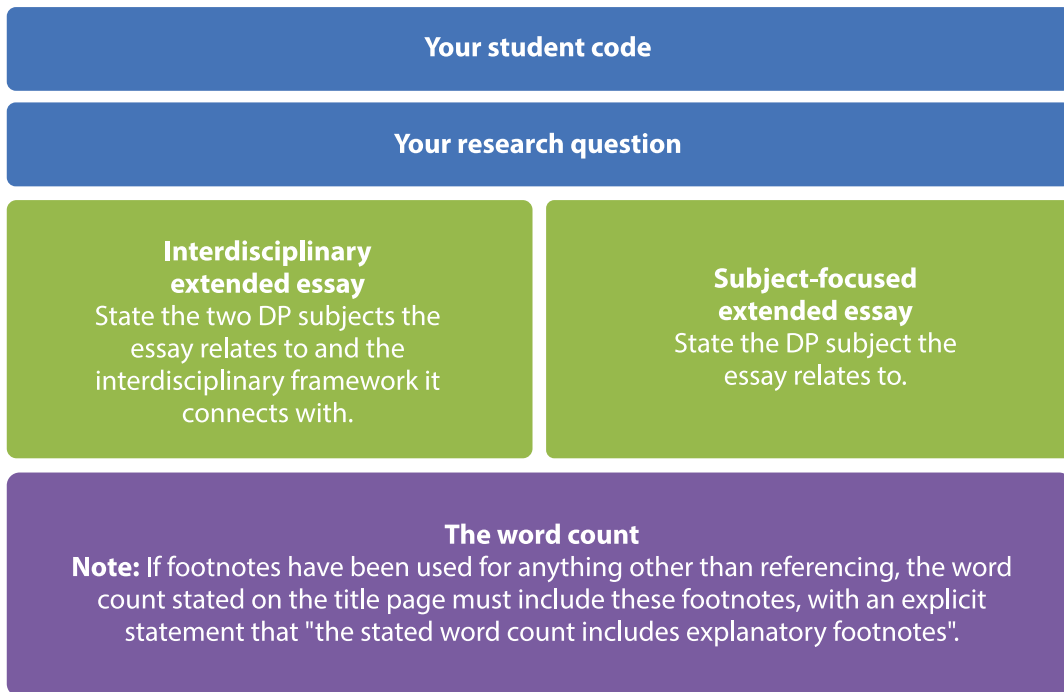 Your student code
Your research question
Interdisciplinary
extended essay
State the two DP subjects the
essay relates to and the
interdisciplinary framework it
connects with.
Subject-focused
extended essay
State the DP subject the
essay relates to.
The word count
Note: If footnotes have been used for anything other than referencing, the word
count stated on the title page must include these footnotes, with an explicit
statement that "the stated word count includes explanatory footnotes".